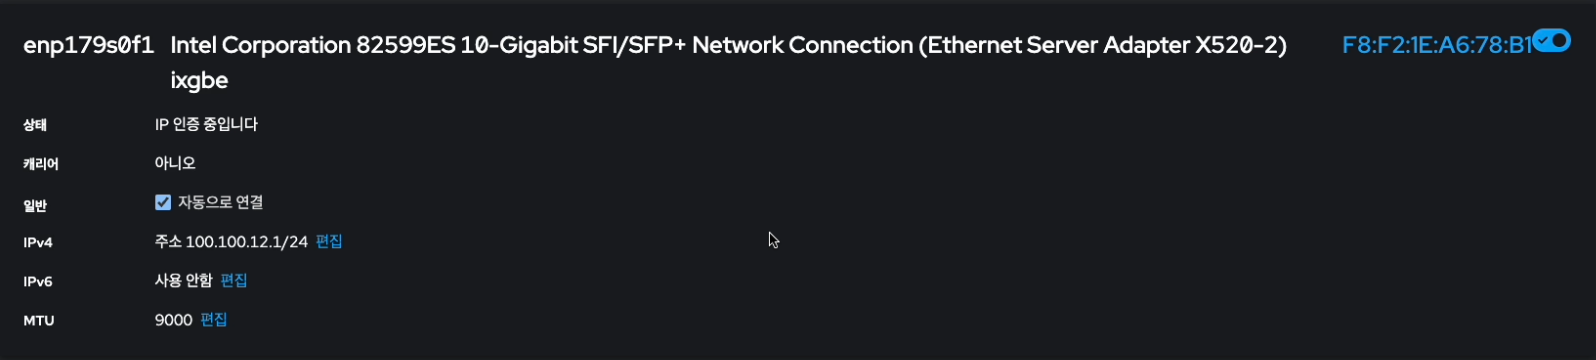 enp179s0f1 Intel Corporation 82599ES 10-Gigabit SFI/SFP+ Network Connection (Ethernet Server Adapter X520-2) F8:F2:1E:A6:78:B1
ixgbe
상태 IP 인증 중입니다
캐리어 아니오
일반 자동으로 연결
IPv4 주소 100.100.12.1/24 편집
IPv6 사용 안함 편집
MTU 9000 편집